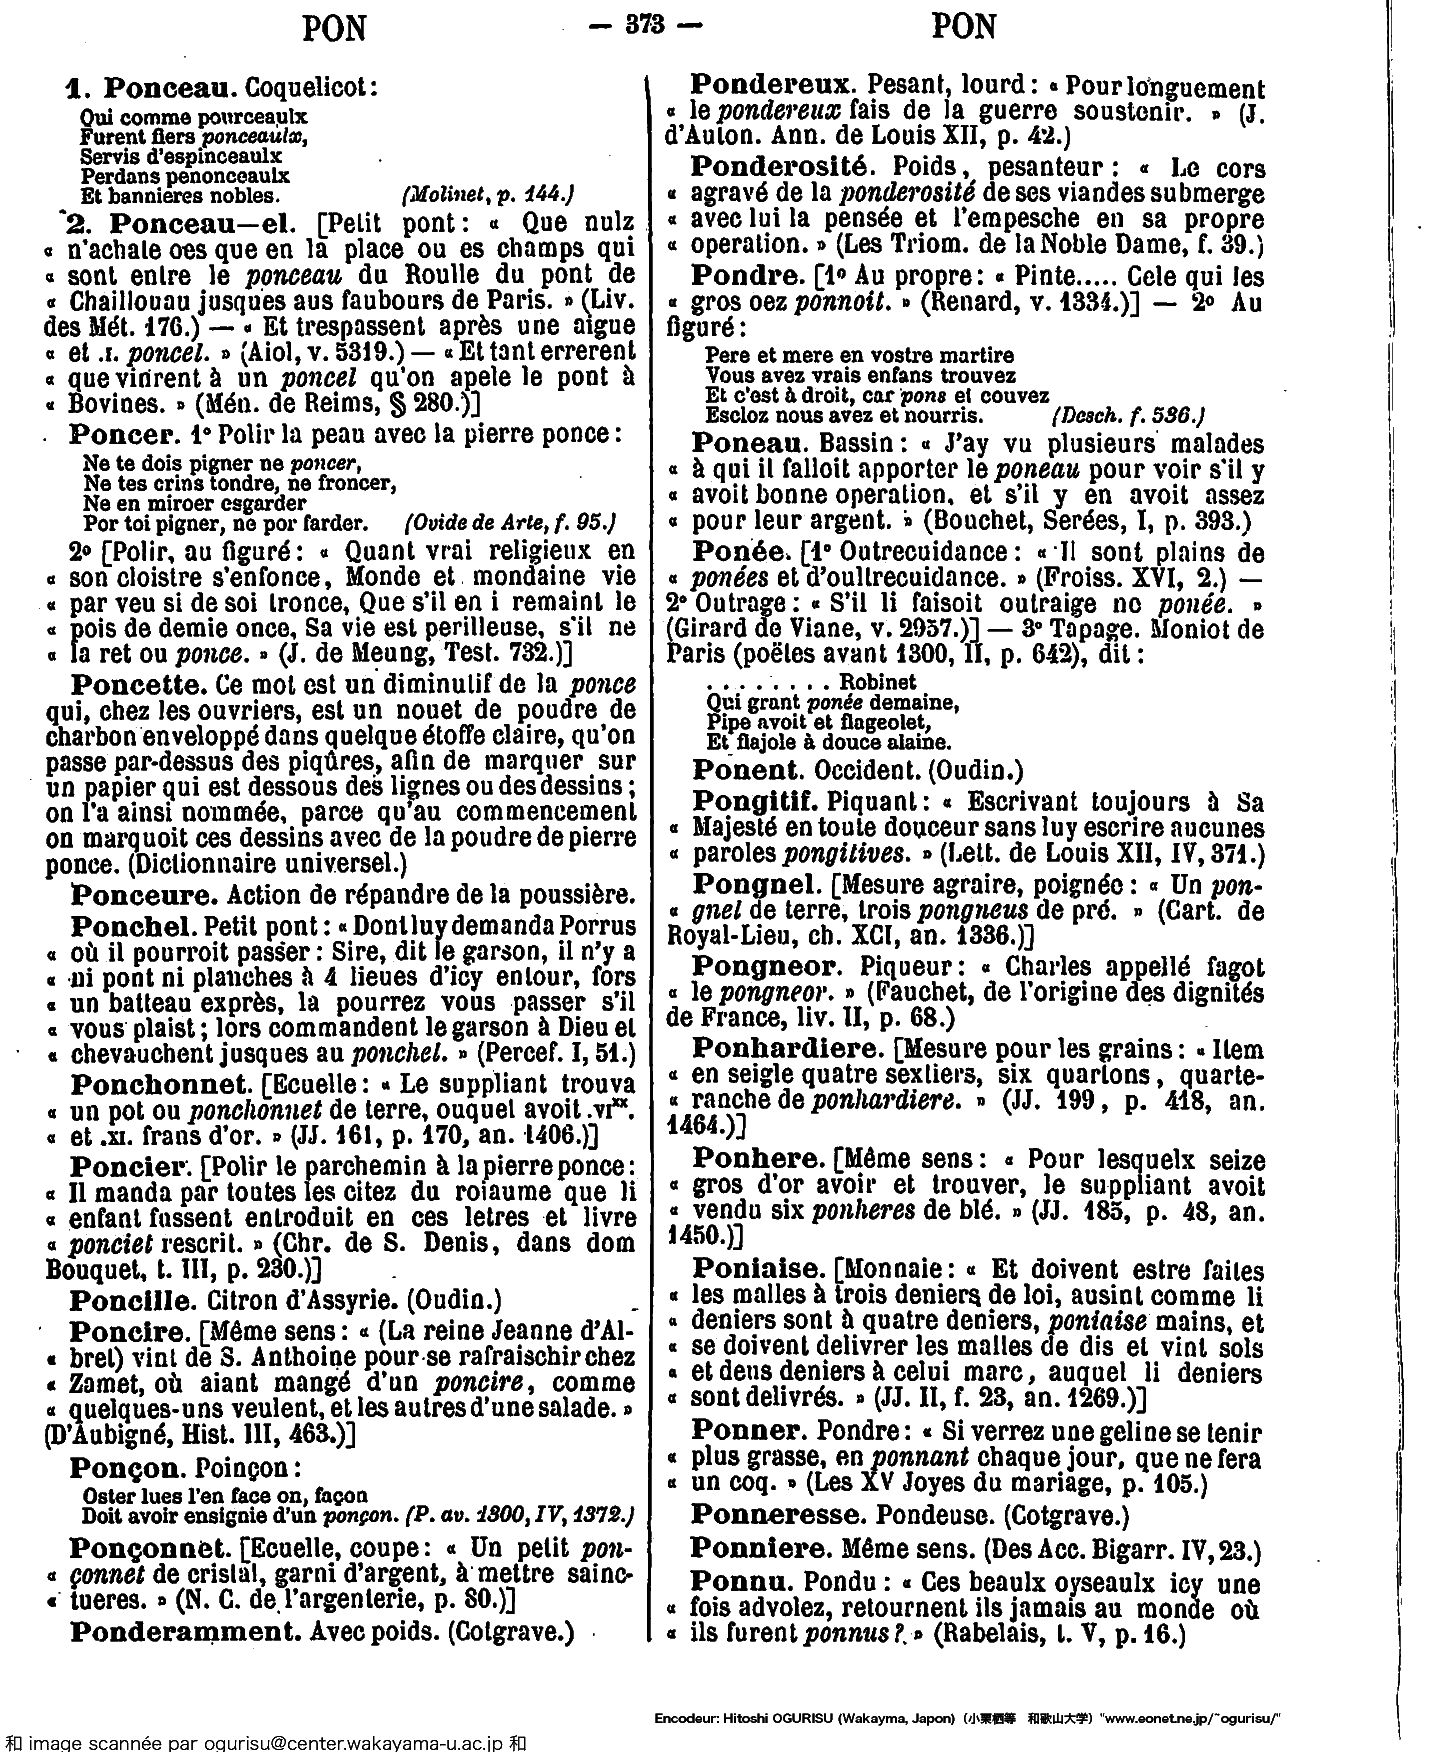 PON — 373 — PON
1. Ponceau. Coquelicot :
Qui comme pourceaulx
Furent fiers ponceaulx,
Servis d'espinceaulx
Perdans penonceaulx
Et bannieres nobles. (Molinet, p. 144.)
2. Ponceau—el. [Petit pont : « Que nulz
« n'achate oes que en la place ou es champs qui
« sont entre le ponceau du Roulle du pont de
« Chaillouau jusques aus faubours de Paris. » (Liv.
des Mét. 176.) — « Et trespassent après une aigue
« et .I. poncel. » (Aiol, v. 5319.) — « Et tant errerent
« que vinrent à un poncel qu'on apele le pont à
« Bovines. » (Mén. de Reims, § 280.)]
Poncer. 1º Polir la peau avec la pierre ponce :
Ne te dois pigner ne poncer,
Ne tes crins tondre, ne froncer,
Ne en miroer esgarder
Por toi pigner, ne por farder. (Ovide de Arte, f. 95.)
2º [Polir, au figuré : « Quant vrai religieux en
« son cloistre s'enfonce, Monde et mondaine vie
« par veu si de soi tronce, Que s'il en i remaint le
« pois de demie once, Sa vie est perilleuse, s'il ne
« la ret ou ponce. » (J. de Meung, Test. 732.)]
Poncette. Ce mot est un diminutif de la ponce
qui, chez les ouvriers, est un nouet de poudre de
charbon enveloppé dans quelque étoffe claire, qu'on
passe par-dessus des piqûres, afin de marquer sur
un papier qui est dessous des lignes ou des dessins ;
on l'a ainsi nommée, parce qu'au commencement
on marquoit ces dessins avec de la poudre de pierre
ponce. (Dictionnaire universel.)
Ponceure. Action de répandre de la poussière.
Ponchel. Petit pont : « Dont luy demanda Porrus
« où il pourroit passer : Sire, dit le garson, il n'y a
« ni pont ni planches à 4 lieues d'icy entour, fors
« un batteau exprès, la pourrez vous passer s'il
« vous plaist ; lors commandent le garson à Dieu et
« chevauchent jusques au ponchel. » (Percef. I, 51.)
Ponchonnet. [Ecuelle : « Le suppliant trouva
« un pot ou ponchonnet de terre, ouquel avoit .VIxx.
« et .XI. frans d'or. » (JJ. 161, p. 170, an. 1406.)]
Poncier. [Polir le parchemin à la pierre ponce :
« Il manda par toutes les citez du roiaume que li
« enfant fussent entroduit en ces letres et livre
« ponciet rescrit. » (Chr. de S. Denis, dans dom
Bouquet, t. III, p. 230.)]
Poncille. Citron d'Assyrie. (Oudin.)
Poncire. [Même sens : « (La reine Jeanne d'Al-
« bret) vint de S. Anthoine pour se rafraischir chez
« Zamet, où aiant mangé d'un poncire, comme
« quelques-uns veulent, et les autres d'une salade. »
(D'Aubigné, Hist. III, 463.)]
Ponçon. Poinçon :
Oster lues l'en face on, façon
Doit avoir ensignie d'un ponçon. (P. av. 1300, IV, 1372.)
Ponçonnet. [Ecuelle, coupe : « Un petit pon-
« çonnet de cristal, garni d'argent, à mettre sainc-
« tueres. » (N. C. de l'argenterie, p. 80.)]
Ponderamment. Avec poids. (Cotgrave.)
Pondereux. Pesant, lourd : « Pour longuement
« le pondereux fais de la guerre soustenir. » (J.
d'Auton. Ann. de Louis XII, p. 42.)
Ponderosité. Poids, pesanteur : « Le cors
« agravé de la ponderosité de ses viandes submerge
« avec lui la pensée et l'empesche en sa propre
« operation. » (Les Triom. de la Noble Dame, f. 39.)
Pondre. [1º Au propre : « Pinte..... Cele qui les
« gros oez ponnoit. » (Renard, v. 1334.)] — 2º Au
figuré :
Pere et mere en vostre martire
Vous avez vrais enfans trouvez
Et c'est à droit, car pons et couvez
Escloz nous avez et nourris. (Desch. f. 536.)
Poneau. Bassin : « J'ay vu plusieurs malades
« à qui il falloit apporter le poneau pour voir s'il y
« avoit bonne operation, et s'il y en avoit assez
« pour leur argent. » (Bouchet, Serées, I, p. 393.)
Ponée. [1º Outrecuidance : « Il sont plains de
« ponées et d'oultrecuidance. » (Froiss. XVI, 2.) —
2º Outrage : « S'il li faisoit outraige ne ponée. »
(Girard de Viane, v. 2957.)] — 3º Tapage. Moniot de
Paris (poëtes avant 1300, II, p. 642), dit :
. . . . . . . . Robinet
Qui grant ponée demaine,
Pipe avoit et flageolet,
Et flajole à douce alaine.
Ponent. Occident. (Oudin.)
Pongitif. Piquant : « Escrivant toujours à Sa
« Majesté en toute douceur sans luy escrire aucunes
« paroles pongitives. » (Lett. de Louis XII, IV, 371.)
Pongnel. [Mesure agraire, poignée : « Un pon-
« gnel de terre, trois pongneus de pré. » (Cart. de
Royal-Lieu, ch. XCI, an. 1336.)]
Pongneor. Piqueur : « Charles appellé fagot
« le pongneor. » (Fauchet, de l'origine des dignités
de France, liv. II, p. 68.)
Ponhardiere. [Mesure pour les grains : « Item
« en seigle quatre sextiers, six quartons, quarte-
« ranche de ponhardiere. » (JJ. 199, p. 418, an.
1464.)]
Ponhere. [Même sens : « Pour lesquelx seize
« gros d'or avoir et trouver, le suppliant avoit
« vendu six ponheres de blé. » (JJ. 185, p. 48, an.
1450.)]
Poniaise. [Monnaie : « Et doivent estre faites
« les malles à trois deniers de loi, ausint comme li
« deniers sont à quatre deniers, poniaise mains, et
« se doivent delivrer les malles de dis et vint sols
« et deus deniers à celui marc, auquel li deniers
« sont delivrés. » (JJ. II, f. 23, an. 1269.)]
Ponner. Pondre : « Si verrez une geline se tenir
« plus grasse, en ponnant chaque jour, que ne fera
« un coq. » (Les XV Joyes du mariage, p. 105.)
Ponneresse. Pondeuse. (Cotgrave.)
Ponniere. Même sens. (Des Acc. Bigarr. IV, 23.)
Ponnu. Pondu : « Ces beaulx oyseaulx icy une
« fois advolez, retournent ils jamais au monde où
« ils furent ponnus ? » (Rabelais, t. V, p. 16.)
Encodeur: Hitoshi OGURISU (Wakayma, Japon) (小栗栖等 和歌山大学) "www.eonet.ne.jp/~ogurisu/"
和 image scannée par ogurisu@center.wakayama-u.ac.jp 和